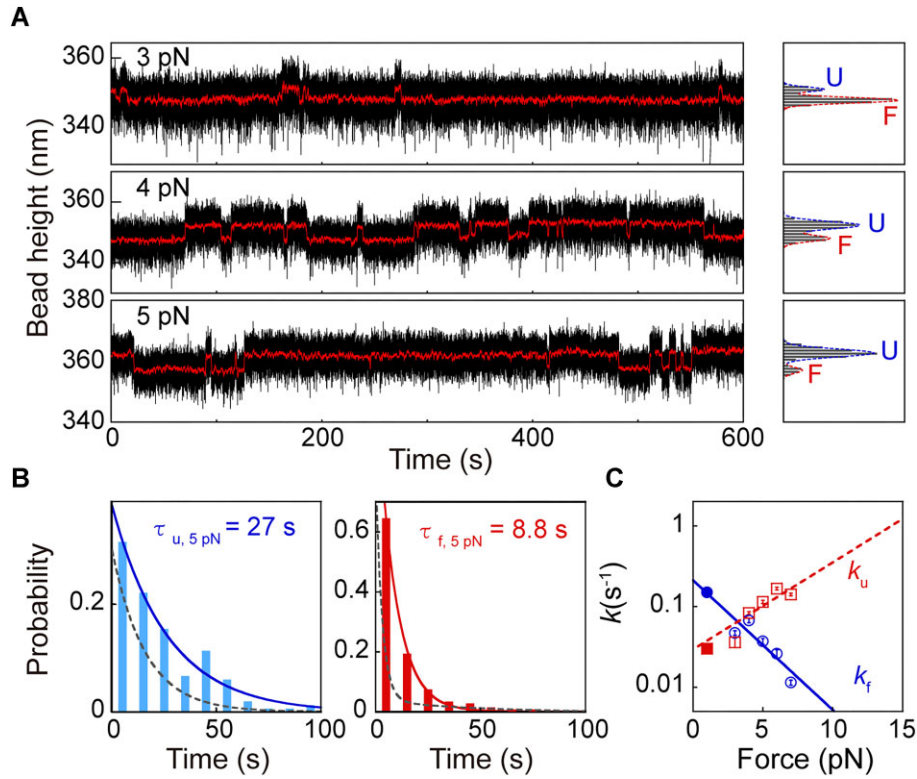 A
Bead height (nm)
360
340
3 pN
U
F
360
340
4 pN
U
F
380
360
340
5 pN
U
F
0
200
400
600
Time (s)
B
Probability
0.2
0
τ u, 5 pN = 27 s
0
50
100
Time (s)
0.6
0.4
0.2
0
τ f, 5 pN = 8.8 s
0
50
100
Time (s)
C
k(s⁻¹)
1
0.1
0.01
ku
kf
0
5
10
15
Force (pN)